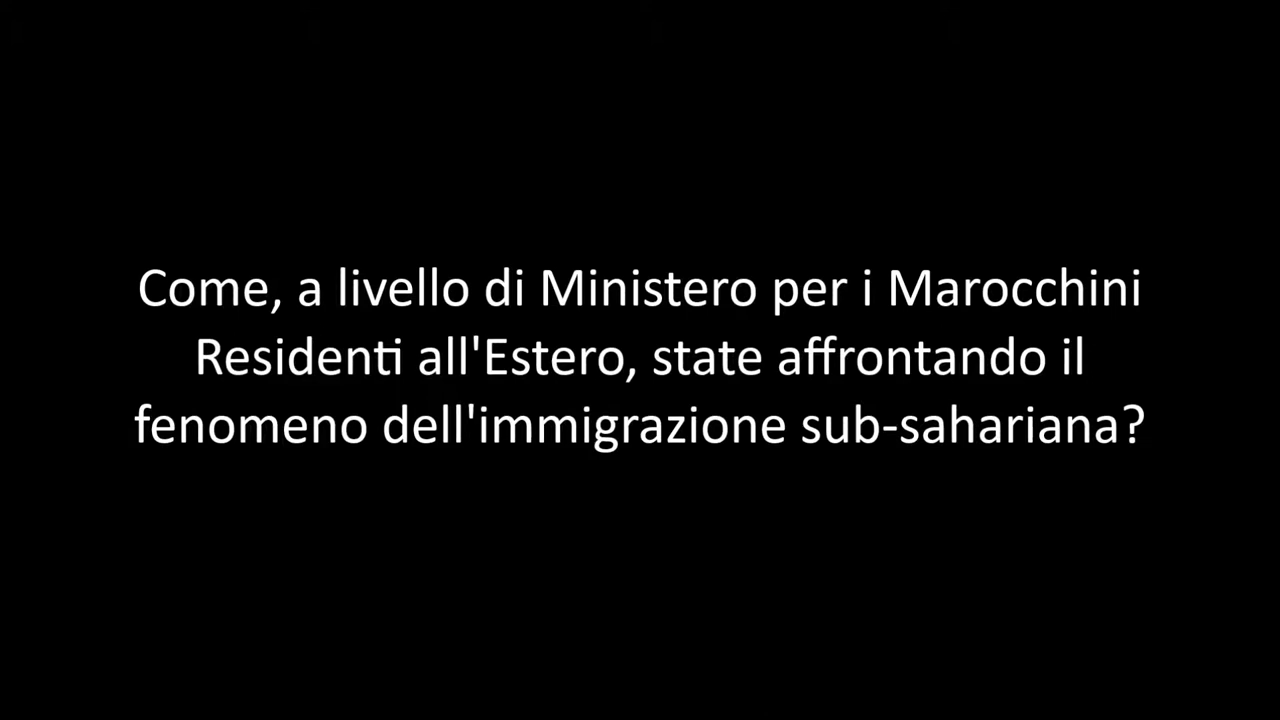 Come, a livello di Ministero per i Marocchini
Residenti all'Estero, state affrontando il
fenomeno dell'immigrazione sub-sahariana?